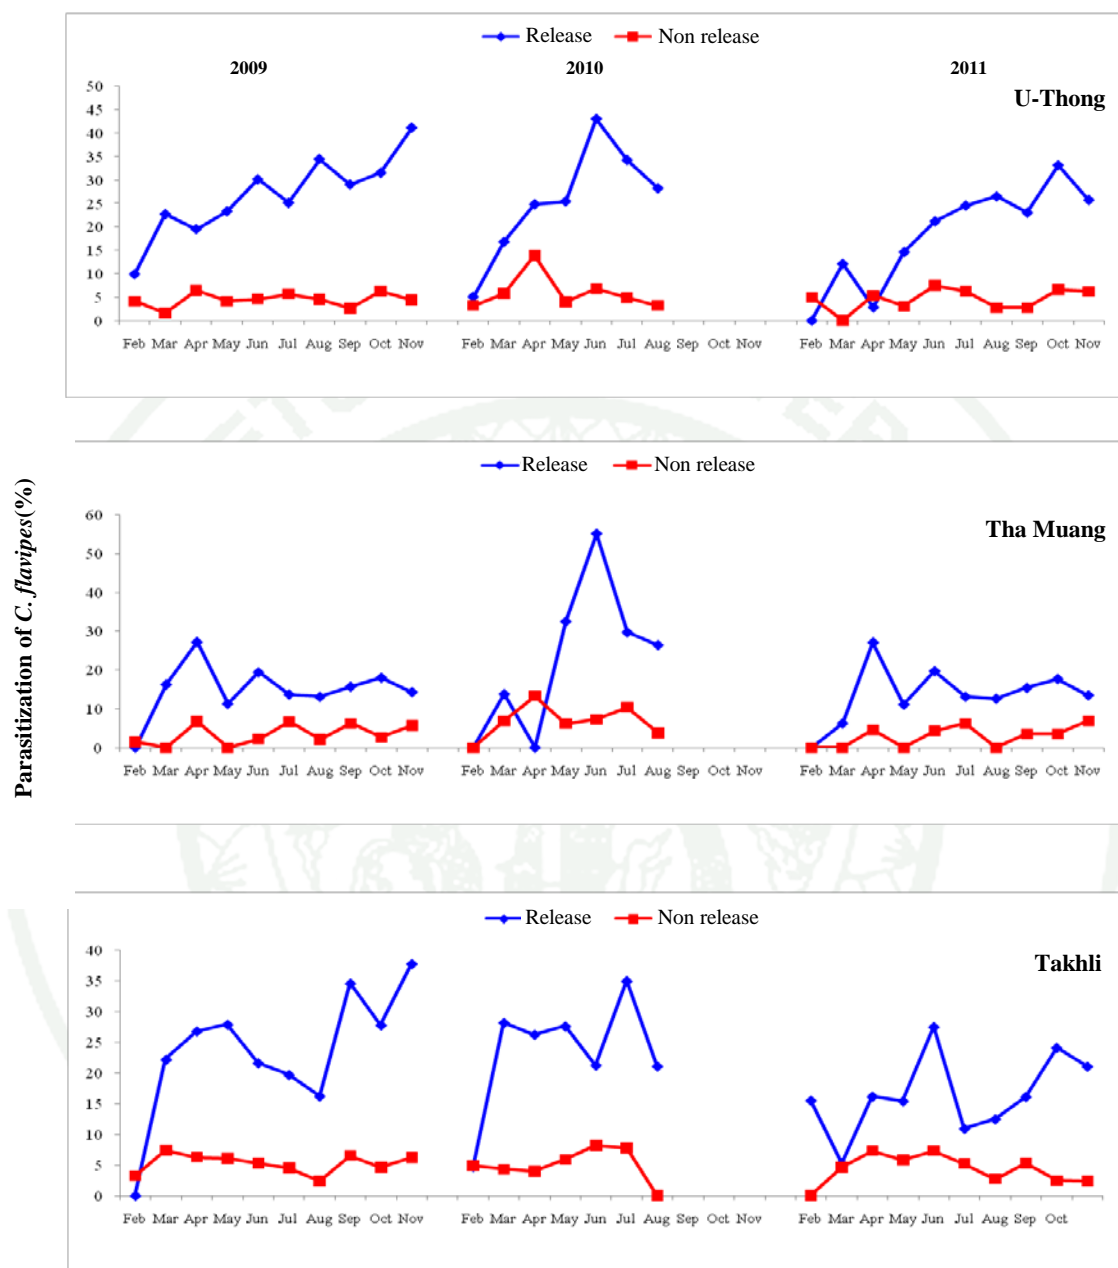 Release Non release
2009 2010 2011
U-Thong
50
45
40
35
30
25
20
15
10
5
0
Feb Mar Apr May Jun Jul Aug Sep Oct Nov Feb Mar Apr May Jun Jul Aug Sep Oct Nov Feb Mar Apr May Jun Jul Aug Sep Oct Nov
Parasitization of C. flavipes(%)
Release Non release
Tha Muang
60
50
40
30
20
10
0
Feb Mar Apr May Jun Jul Aug Sep Oct Nov Feb Mar Apr May Jun Jul Aug Sep Oct Nov Feb Mar Apr May Jun Jul Aug Sep Oct Nov
Release Non release
Takhli
40
35
30
25
20
15
10
5
0
Feb Mar Apr May Jun Jul Aug Sep Oct Nov Feb Mar Apr May Jun Jul Aug Sep Oct Nov Feb Mar Apr May Jun Jul Aug Sep Oct